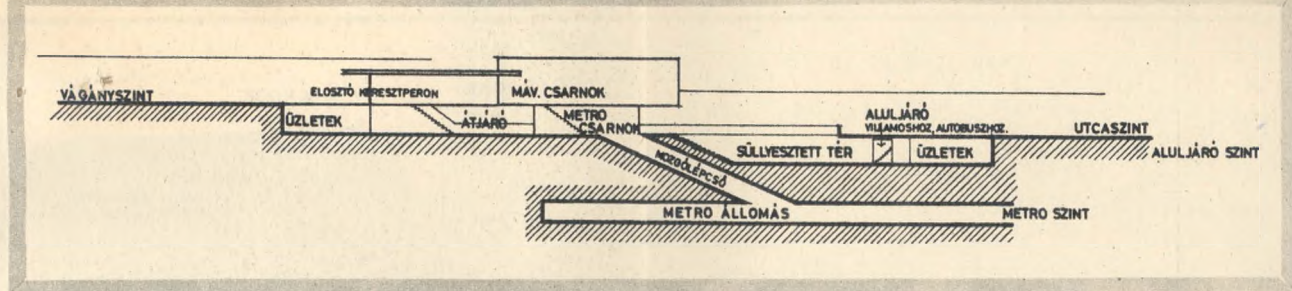 VÁGÁNYSZINT
ELOSZTÓ KERESZTPERON
MÁV. CSARNOK
ÜZLETEK
ÁTJÁRÓ
METRO
CSARNOK
ALULJÁRÓ
VILLAMOSHOZ, AUTOBUSZHOZ.
UTCASZINT
SÜLLYESZTETT TÉR
ÜZLETEK
ALULJÁRÓ SZINT
MOZGÓLÉPCSŐ
METRO ÁLLOMÁS
METRO SZINT